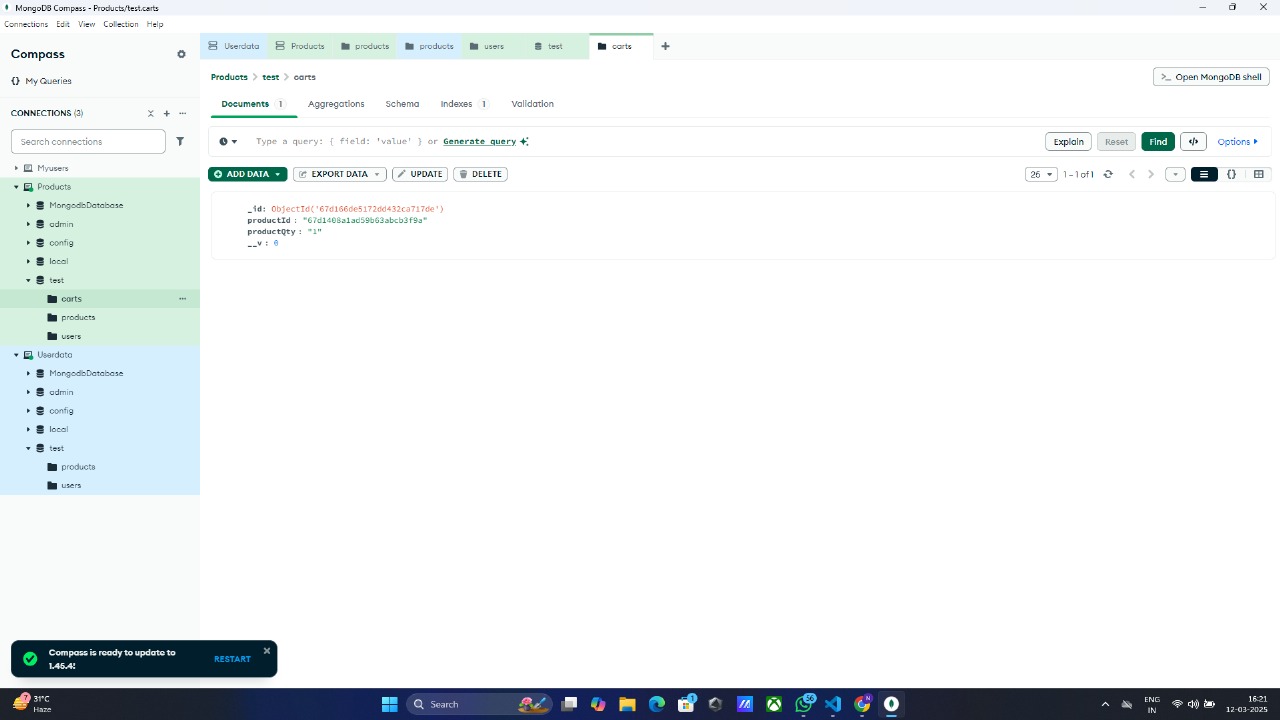 MongoDB Compass - Products/test.carts
Connections Edit View Collection Help
Compass
{} My Queries
CONNECTIONS (3)
Search connections
Myusers
Products
MongodbDatabase
admin
config
local
test
carts
products
users
Userdata
MongodbDatabase
admin
config
local
test
products
users
Userdata Products products products users test carts
Products > test > carts
>_ Open MongoDB shell
Documents 1 Aggregations Schema Indexes 1 Validation
Type a query: { field: 'value' } or Generate query
Explain Reset Find </> Options
ADD DATA EXPORT DATA UPDATE DELETE
26 1 – 1 of 1 {}
_id: ObjectId('67d166de5172dd432ca717de')
productId : "67d1408a1ad59b63abcb3f9a"
productQty : "1"
__v : 0
Compass is ready to update to
1.45.4!
RESTART
7
31°C
Haze
Search
1
56
N
ENG
IN
16:21
12-03-2025